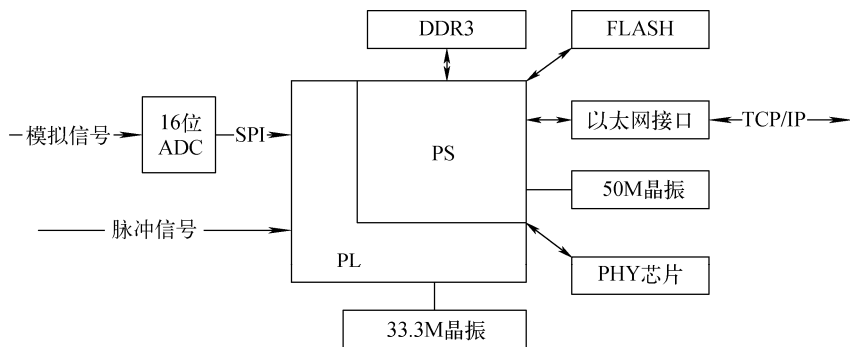 DDR3
FLASH
模拟信号
16位
ADC
SPI
PS
以太网接口
TCP/IP
50M晶振
脉冲信号
PL
PHY芯片
33.3M晶振